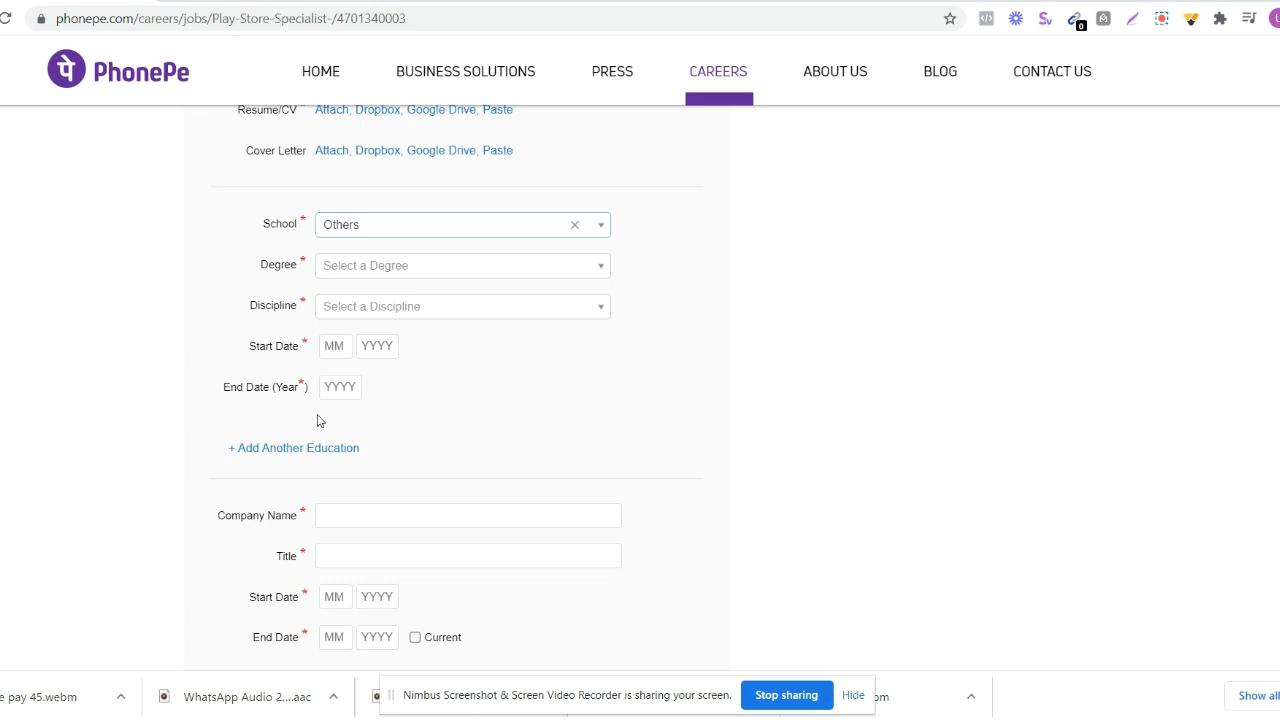 phonepe.com/careers/jobs/Play-Store-Specialist-/4701340003
0
पे PhonePe HOME BUSINESS SOLUTIONS PRESS CAREERS ABOUT US BLOG CONTACT US
Resume/CV * Attach, Dropbox, Google Drive, Paste
Cover Letter Attach, Dropbox, Google Drive, Paste
School * Others
Degree * Select a Degree
Discipline * Select a Discipline
Start Date * MM YYYY
End Date (Year*) YYYY
+ Add Another Education
Company Name *
Title *
Start Date * MM YYYY
End Date * MM YYYY Current
e pay 45.webm WhatsApp Audio 2....aac Nimbus Screenshot & Screen Video Recorder is sharing your screen. Stop sharing Hide om Show all